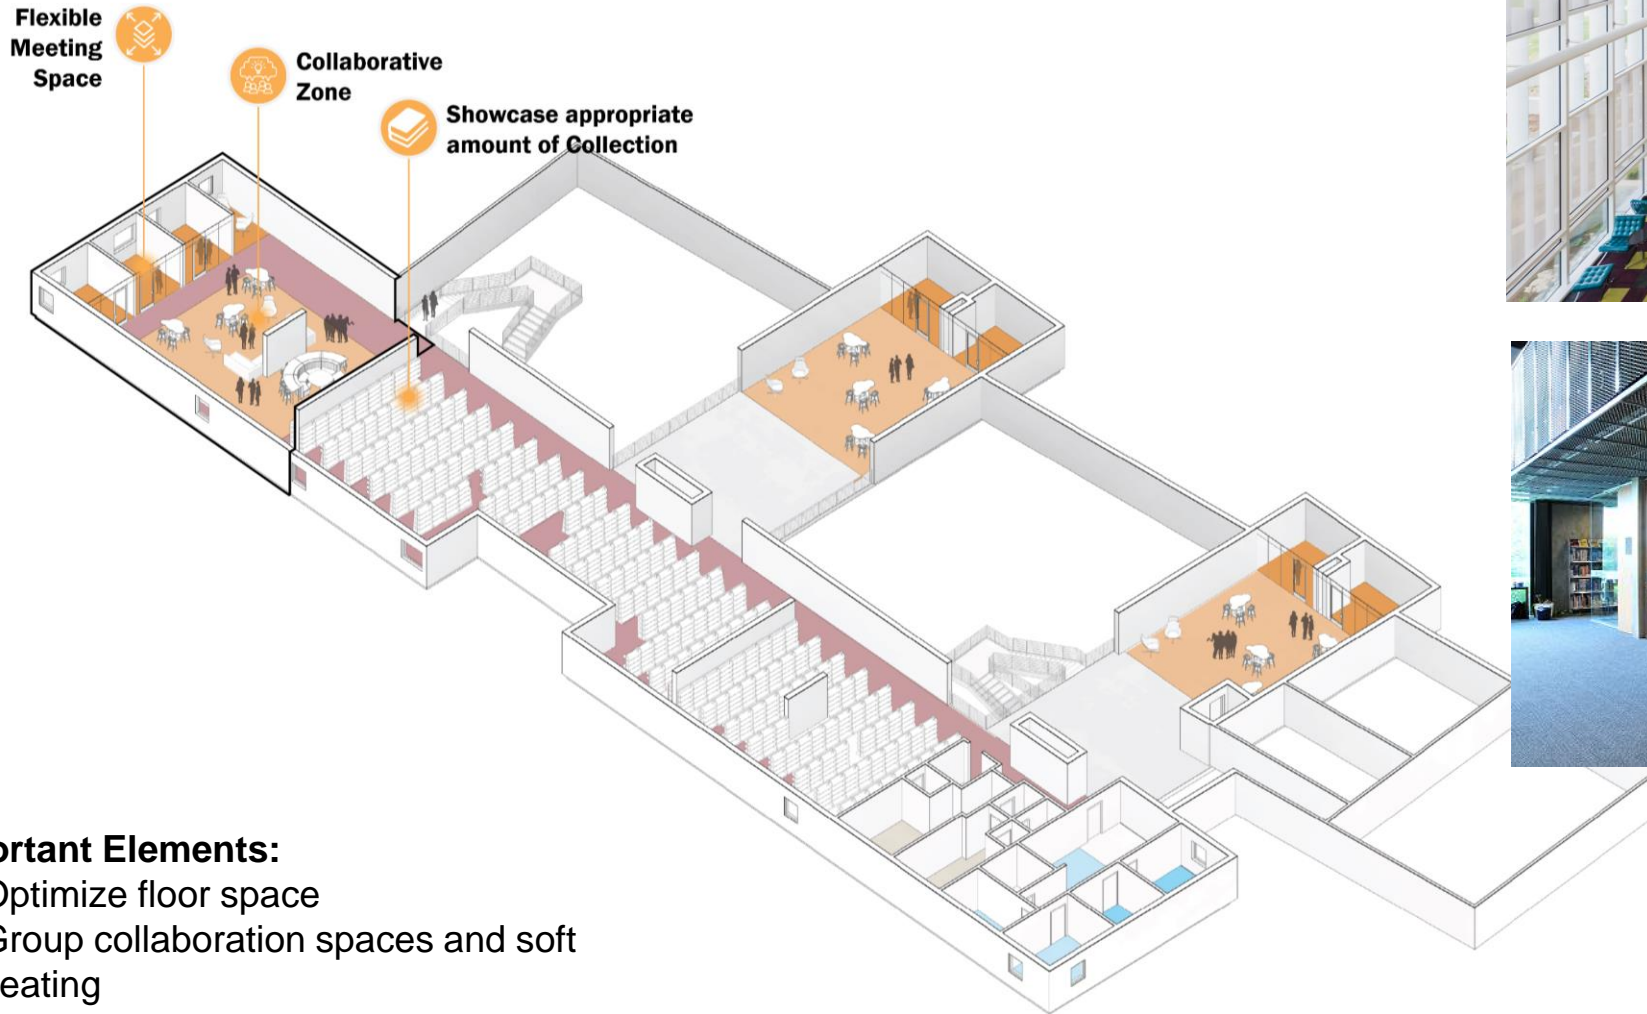 Flexible
Meeting
Space
Collaborative
Zone
Showcase appropriate
amount of Collection
ortant Elements:
Optimize floor space
Group collaboration spaces and soft
eating